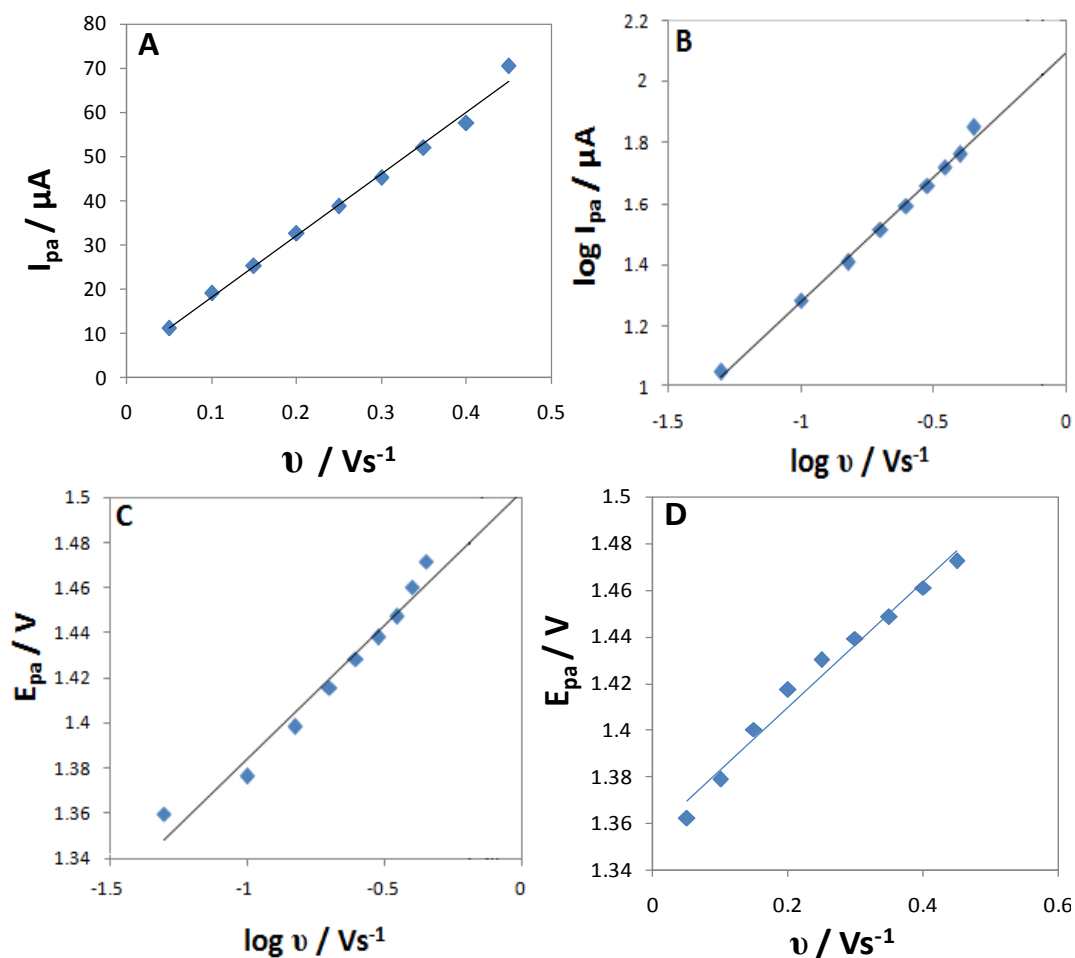 A
80
70
60
50
40
30
20
10
0
0 0.1 0.2 0.3 0.4 0.5
I_pa / µA
υ / Vs⁻¹
B
2.2
2
1.8
1.6
1.4
1.2
1
-1.5 -1 -0.5 0
log I_pa / µA
log υ / Vs⁻¹
C
1.5
1.48
1.46
1.44
1.42
1.4
1.38
1.36
1.34
-1.5 -1 -0.5 0
E_pa / V
log υ / Vs⁻¹
D
1.5
1.48
1.46
1.44
1.42
1.4
1.38
1.36
1.34
0 0.2 0.4 0.6
E_pa / V
υ / Vs⁻¹